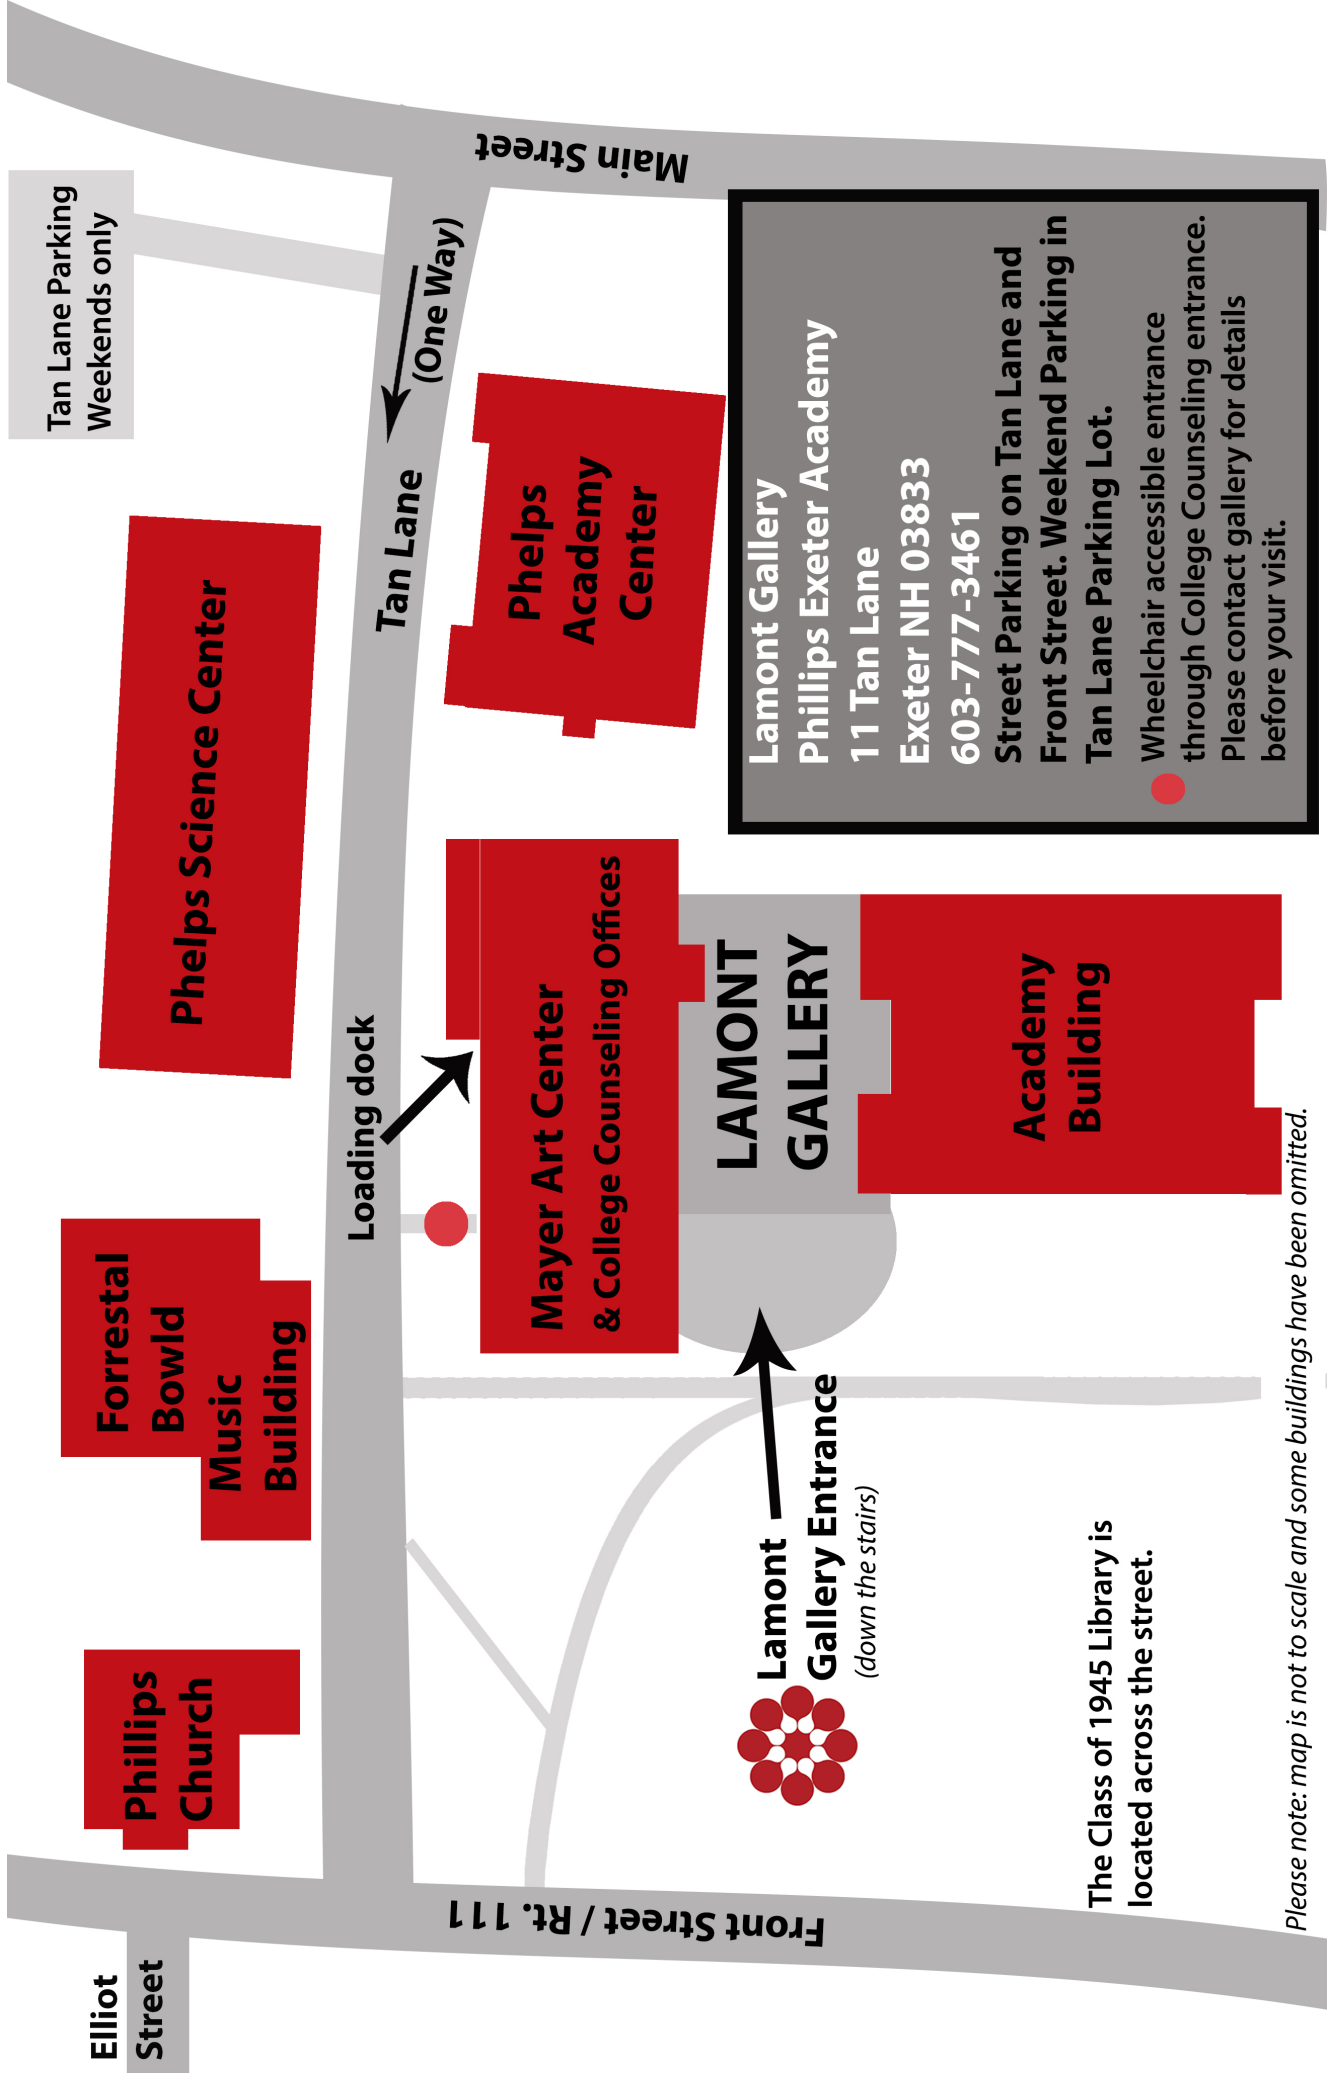 Tan Lane Parking
Weekends only
Main Street
(One Way)
Tan Lane
Phelps Science Center
Phelps
Academy
Center
Loading dock
Forrestal
Bowld
Music
Building
Phillips
Church
Elliot
Street
Front Street / Rt. 111
Mayer Art Center
& College Counseling Offices
LAMONT
GALLERY
Academy
Building
Lamont
Gallery Entrance
(down the stairs)
Lamont Gallery
Phillips Exeter Academy
11 Tan Lane
Exeter NH 03833
603-777-3461
Street Parking on Tan Lane and
Front Street. Weekend Parking in
Tan Lane Parking Lot.
Wheelchair accessible entrance
through College Counseling entrance.
Please contact gallery for details
before your visit.
The Class of 1945 Library is
located across the street.
Please note: map is not to scale and some buildings have been omitted.